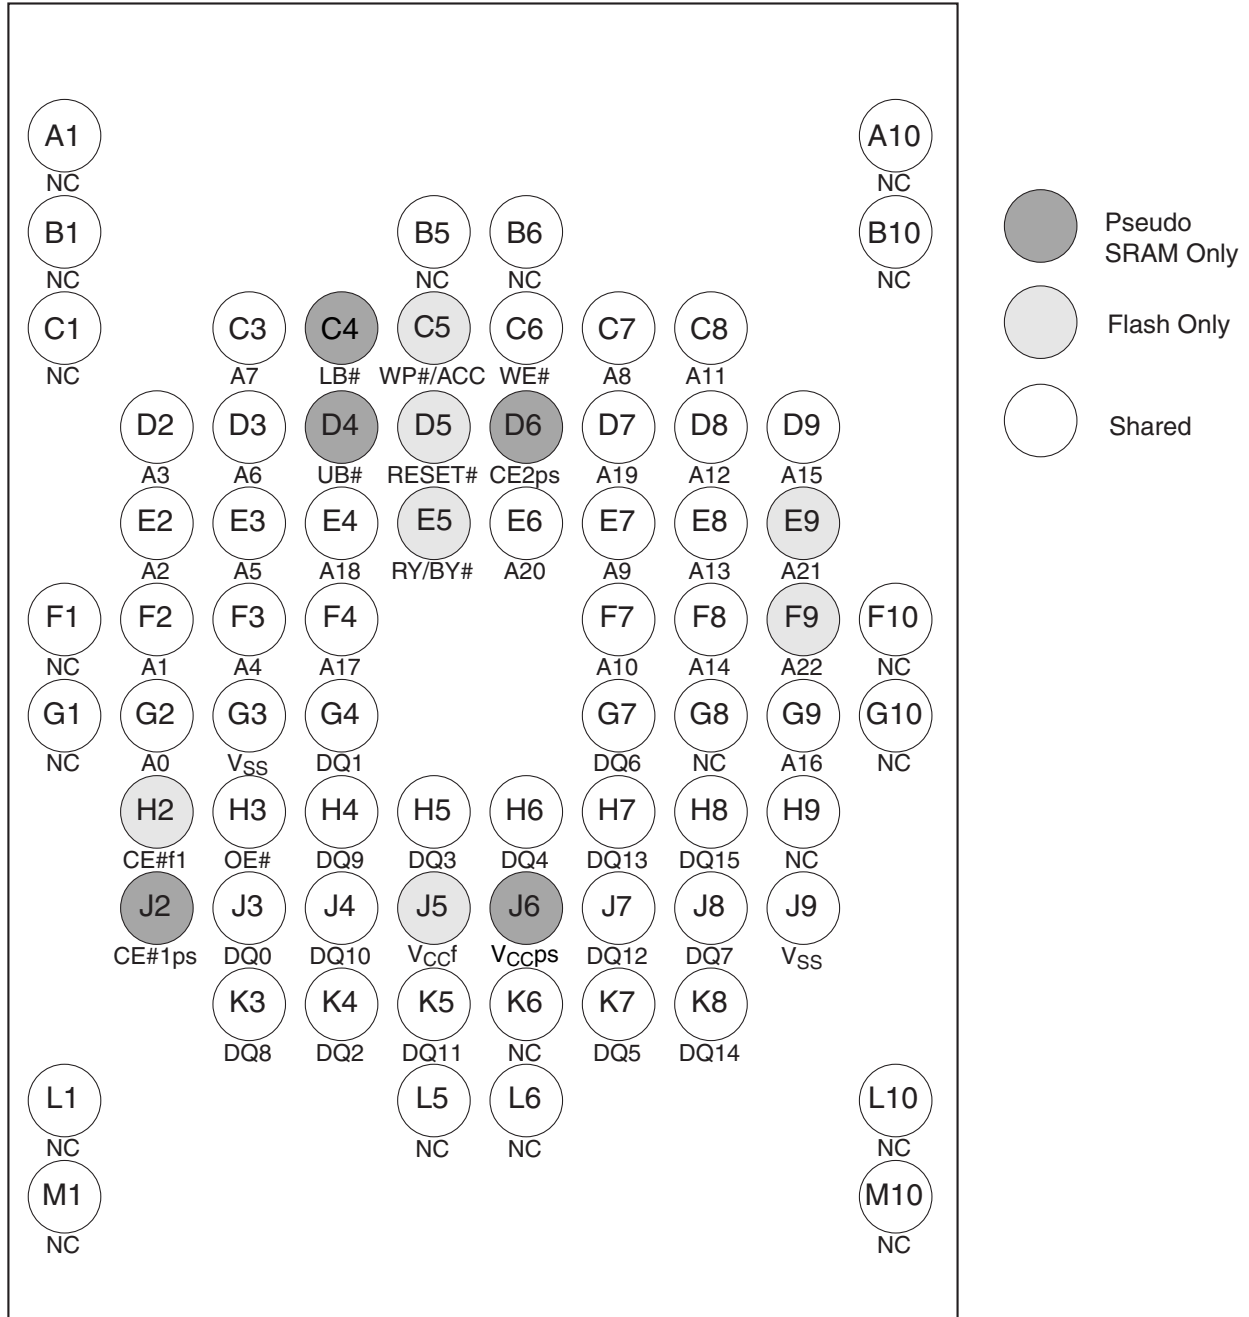 A1 A10
NC NC
B1 B5 B6 B10
NC NC NC NC
C1 C3 C4 C5 C6 C7 C8
NC A7 LB# WP#/ACC WE# A8 A11
D2 D3 D4 D5 D6 D7 D8 D9
A3 A6 UB# RESET# CE2ps A19 A12 A15
E2 E3 E4 E5 E6 E7 E8 E9
A2 A5 A18 RY/BY# A20 A9 A13 A21
F1 F2 F3 F4 F7 F8 F9 F10
NC A1 A4 A17 A10 A14 A22 NC
G1 G2 G3 G4 G7 G8 G9 G10
NC A0 VSS DQ1 DQ6 NC A16 NC
H2 H3 H4 H5 H6 H7 H8 H9
CE#f1 OE# DQ9 DQ3 DQ4 DQ13 DQ15 NC
J2 J3 J4 J5 J6 J7 J8 J9
CE#1ps DQ0 DQ10 VCCf VCCps DQ12 DQ7 VSS
K3 K4 K5 K6 K7 K8
DQ8 DQ2 DQ11 NC DQ5 DQ14
L1 L5 L6 L10
NC NC NC NC
M1 M10
NC NC
Pseudo
SRAM Only
Flash Only
Shared